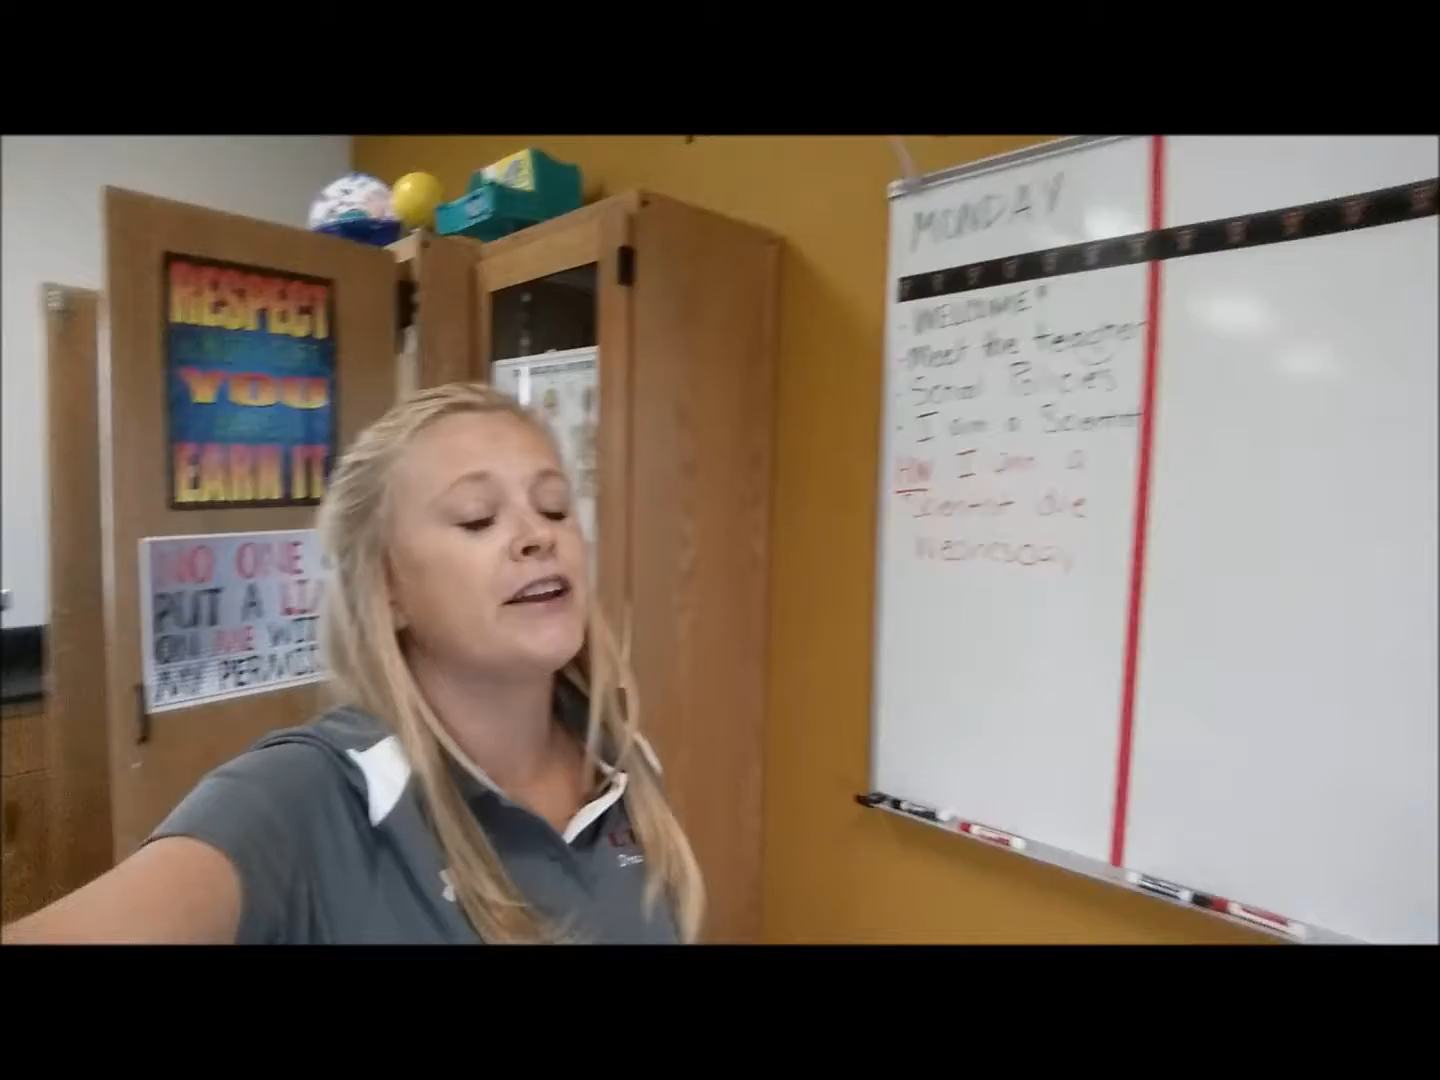 RESPECT
YOU
EARN IT
NO ONE
PUT A
ON ME WIT
MY PERMISS
MONDAY
- WELCOME!
- Meet the teacher
- School Policies
- I am a Scientist
HW I am a
Scientist due
Wednesday